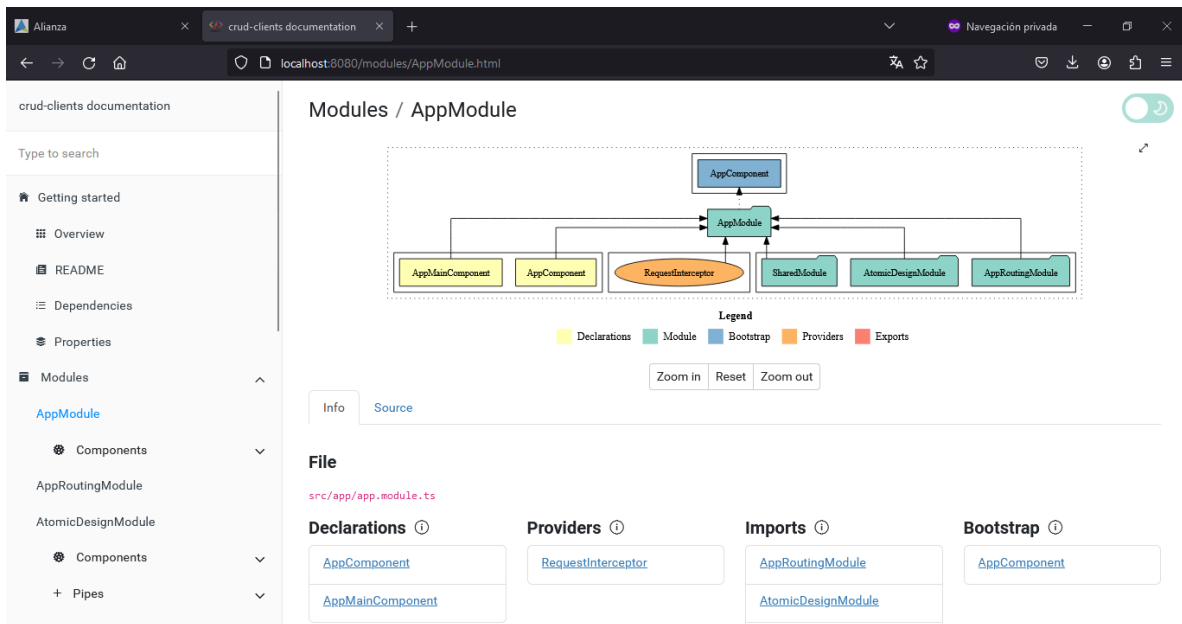 Alianza
crud-clients documentation
Navegación privada
localhost:8080/modules/AppModule.html
crud-clients documentation
Type to search
Getting started
Overview
README
Dependencies
Properties
Modules
AppModule
Components
AppRoutingModule
AtomicDesignModule
Components
Pipes
Modules / AppModule
AppComponent
AppModule
AppMainComponent AppComponent RequestInterceptor SharedModule AtomicDesignModule AppRoutingModule
Legend
Declarations Module Bootstrap Providers Exports
Zoom in Reset Zoom out
Info Source
File
src/app/app.module.ts
Declarations Providers Imports Bootstrap
AppComponent RequestInterceptor AppRoutingModule AppComponent
AppMainComponent AtomicDesignModule